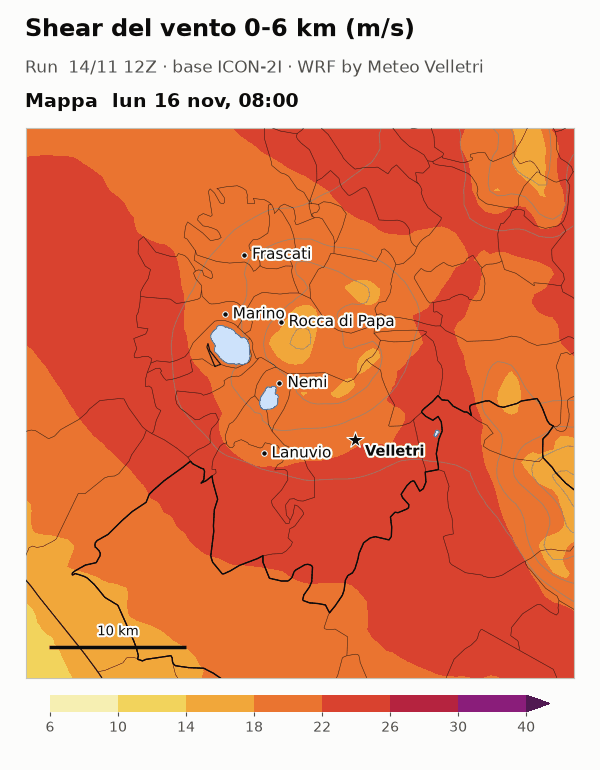 Shear del vento 0-6 km (m/s)
Run  14/11 12Z · base ICON-2I · WRF by Meteo Velletri
Mappa  lun 16 nov, 08:00
Frascati
Marino
Rocca di Papa
Nemi
Velletri
Lanuvio
10 km
6 10 14 18 22 26 30 40